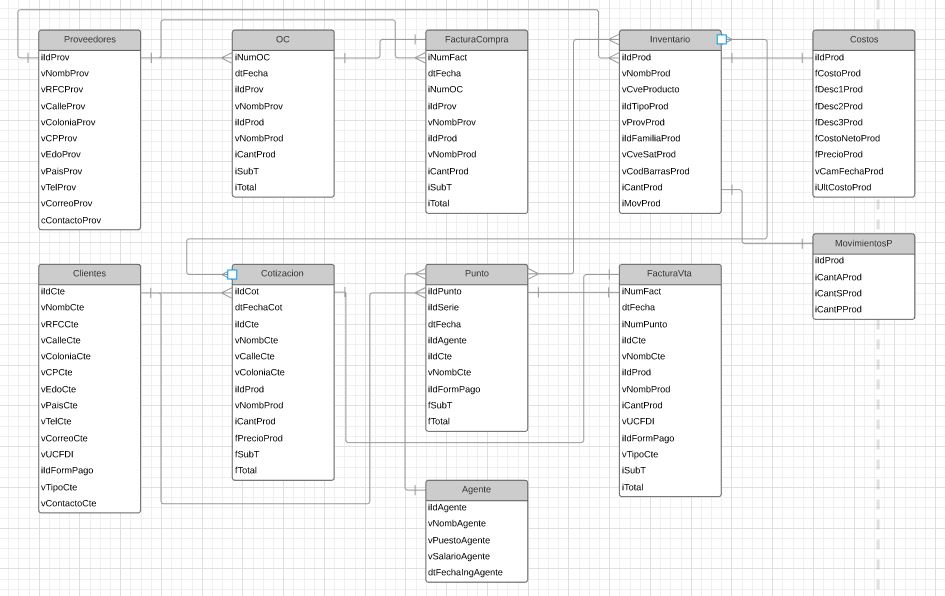 Proveedores
iIdProv
vNombProv
vRFCProv
vCalleProv
vColoniaProv
vCPProv
vEdoProv
vPaisProv
vTelProv
vCorreoProv
cContactoProv
OC
iNumOC
dtFecha
iIdProv
vNombProv
iIdProd
vNombProd
iCantProd
iSubT
iTotal
FacturaCompra
iNumFact
dtFecha
iNumOC
iIdProv
vNombProv
iIdProd
vNombProd
iCantProd
iSubT
iTotal
Inventario
iIdProd
vNombProd
vCveProducto
iIdTipoProd
vProvProd
iIdFamiliaProd
vCveSatProd
vCodBarrasProd
iCantProd
iMovProd
Costos
iIdProd
fCostoProd
fDesc1Prod
fDesc2Prod
fDesc3Prod
fCostoNetoProd
fPrecioProd
vCamFechaProd
iUltCostoProd
MovimientosP
iIdProd
iCantAProd
iCantSProd
iCantPProd
Clientes
iIdCte
vNombCte
vRFCCte
vCalleCte
vColoniaCte
vCPCte
vEdoCte
vPaisCte
vTelCte
vCorreoCte
vUCFDI
iIdFormPago
vTipoCte
vContactoCte
Cotizacion
iIdCot
dtFechaCot
iIdCte
vNombCte
vCalleCte
vColoniaCte
iIdProd
vNombProd
iCantProd
fPrecioProd
fSubT
fTotal
Punto
iIdPunto
iIdSerie
dtFecha
iIdAgente
iIdCte
vNombCte
iIdFormPago
fSubT
fTotal
FacturaVta
iNumFact
dtFecha
iNumPunto
iIdCte
vNombCte
iIdProd
vNombProd
iCantProd
vUCFDI
iIdFormPago
vTipoCte
iSubT
iTotal
Agente
iIdAgente
vNombAgente
vPuestoAgente
vSalarioAgente
dtFechaIngAgente